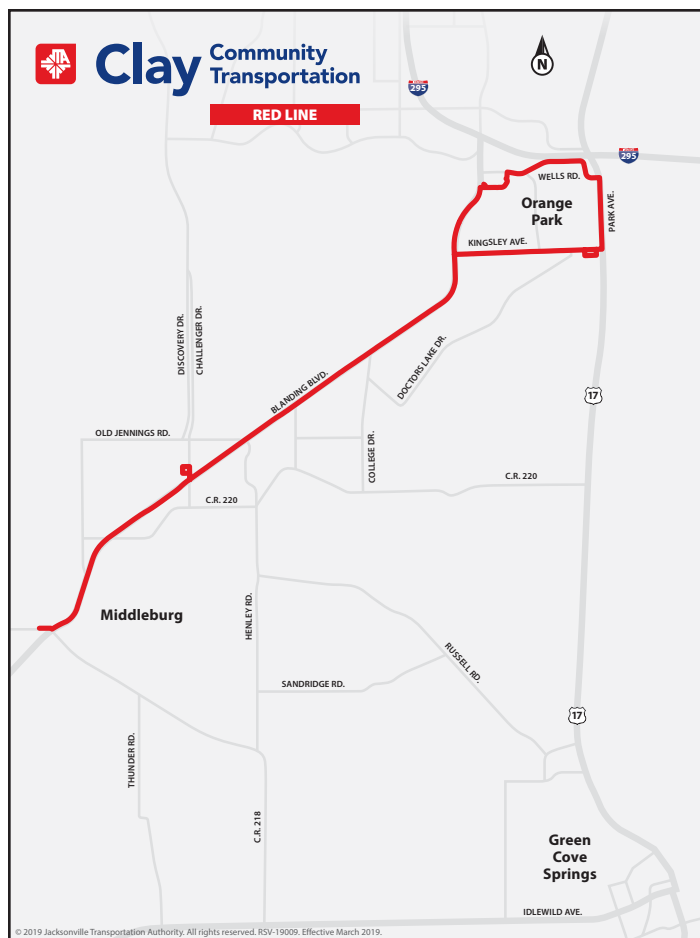 JTA
Clay Community
Transportation
RED LINE
N
INTERSTATE
295
INTERSTATE
295
WELLS RD.
Orange
Park
PARK AVE.
KINGSLEY AVE.
DISCOVERY DR.
CHALLENGER DR.
BLANDING BLVD.
DOCTORS LAKE DR.
17
OLD JENNINGS RD.
COLLEGE DR.
C.R. 220
C.R. 220
Middleburg
HENLEY RD.
RUSSELL RD.
SANDRIDGE RD.
17
THUNDER RD.
C.R. 218
Green
Cove
Springs
IDLEWILD AVE.
© 2019 Jacksonville Transportation Authority. All rights reserved. RSV-19009. Effective March 2019.